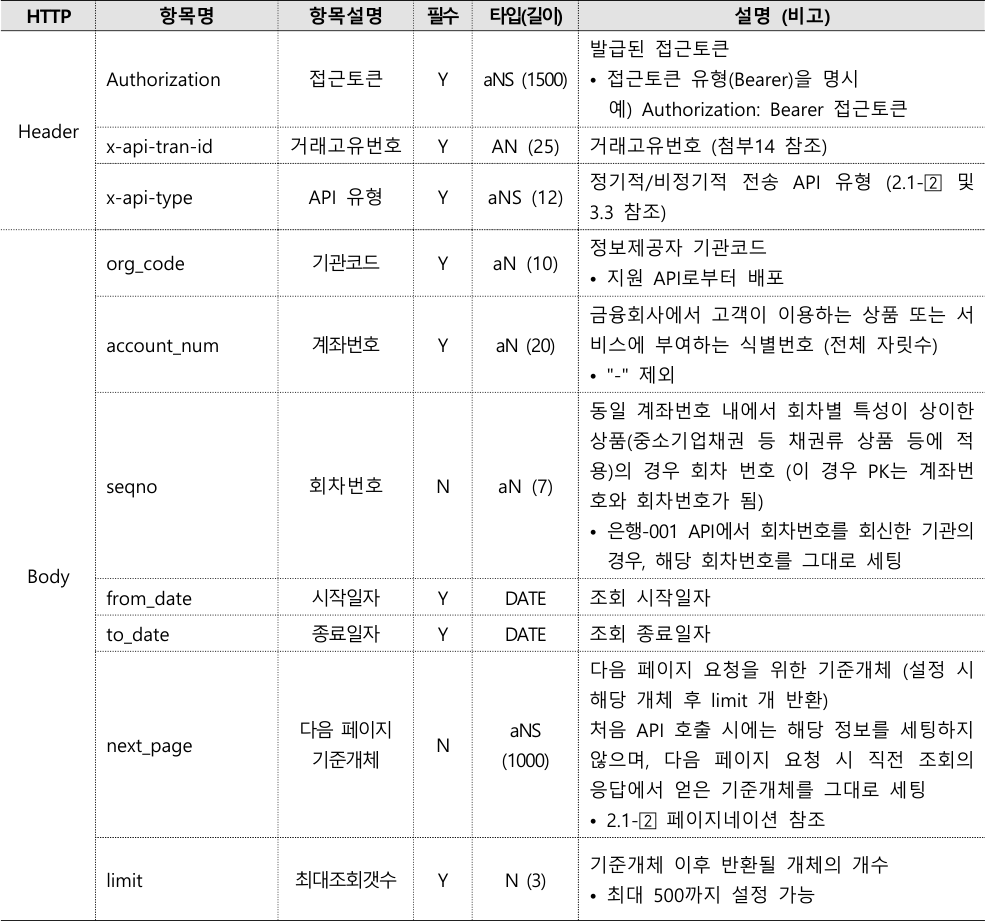 HTTP 항목명 항목설명 필수 타입(길이) 설명 (비고)
Header
Authorization 접근토큰 Y aNS (1500)
발급된 접근토큰
• 접근토큰 유형(Bearer)을 명시
예) Authorization: Bearer 접근토큰
x-api-tran-id 거래고유번호 Y AN (25) 거래고유번호 (첨부14 참조)
x-api-type API 유형 Y aNS (12)
정기적/비정기적 전송 API 유형 (2.1-② 및
3.3 참조)
Body
org_code 기관코드 Y aN (10)
정보제공자 기관코드
• 지원 API로부터 배포
account_num 계좌번호 Y aN (20)
금융회사에서 고객이 이용하는 상품 또는 서
비스에 부여하는 식별번호 (전체 자릿수)
• "-" 제외
seqno 회차번호 N aN (7)
동일 계좌번호 내에서 회차별 특성이 상이한
상품(중소기업채권 등 채권류 상품 등에 적
용)의 경우 회차 번호 (이 경우 PK는 계좌번
호와 회차번호가 됨)
• 은행-001 API에서 회차번호를 회신한 기관의
경우, 해당 회차번호를 그대로 세팅
from_date 시작일자 Y DATE 조회 시작일자
to_date 종료일자 Y DATE 조회 종료일자
next_page
다음 페이지
기준개체
N
aNS
(1000)
다음 페이지 요청을 위한 기준개체 (설정 시
해당 개체 후 limit 개 반환)
처음 API 호출 시에는 해당 정보를 세팅하지
않으며, 다음 페이지 요청 시 직전 조회의
응답에서 얻은 기준개체를 그대로 세팅
• 2.1-② 페이지네이션 참조
limit 최대조회갯수 Y N (3)
기준개체 이후 반환될 개체의 개수
• 최대 500까지 설정 가능